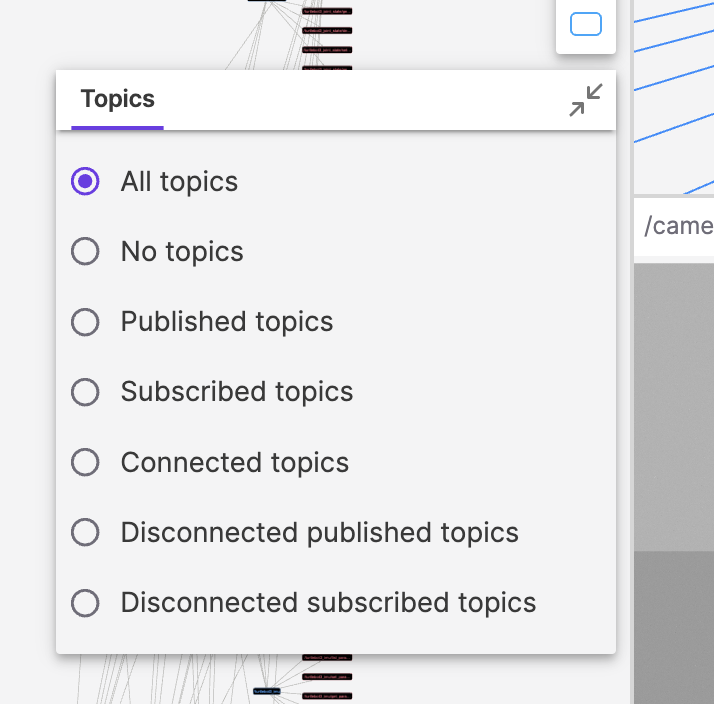 Topics
All topics
/came
No topics
Published topics
Subscribed topics
Connected topics
Disconnected published topics
Disconnected subscribed topics